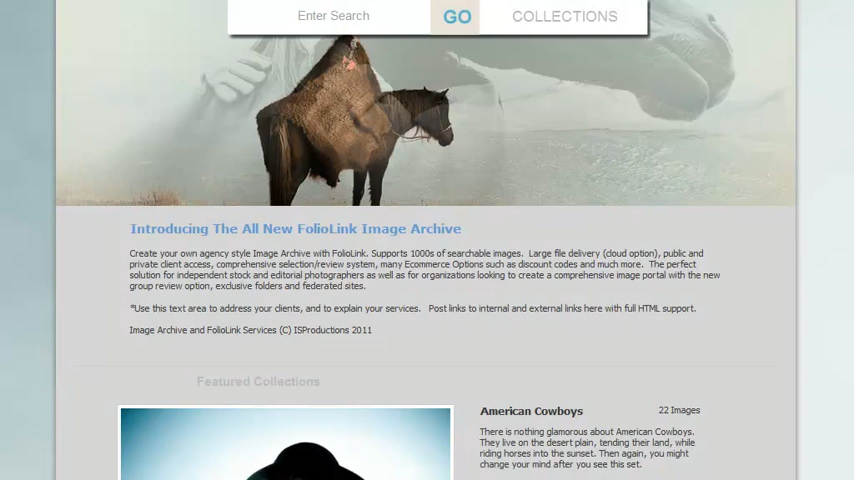 Enter Search GO COLLECTIONS
Introducing The All New FolioLink Image Archive
Create your own agency style Image Archive with FolioLink. Supports 1000s of searchable images. Large file delivery (cloud option), public and
private client access, comprehensive selection/review system, many Ecommerce Options such as discount codes and much more. The perfect
solution for independent stock and editorial photographers as well as for organizations looking to create a comprehensive image portal with the new
group review option, exclusive folders and federated sites.
*Use this text area to address your clients, and to explain your services. Post links to internal and external links here with full HTML support.
Image Archive and FolioLink Services (C) ISProductions 2011
Featured Collections
American Cowboys 22 Images
There is nothing glamorous about American Cowboys.
They live on the desert plain, tending their land, while
riding horses into the sunset. Then again, you might
change your mind after you see this set.